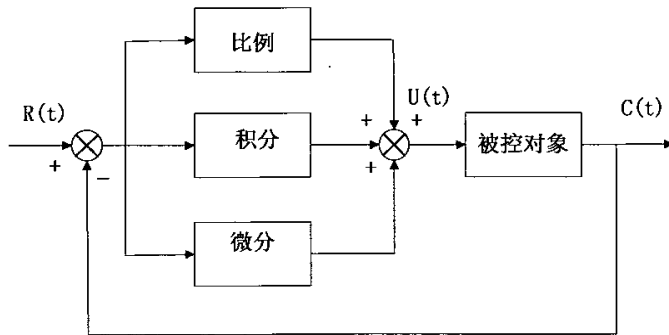 比例
R(t)
U(t)
C(t)
+
+
积分
被控对象
+
−
+
微分